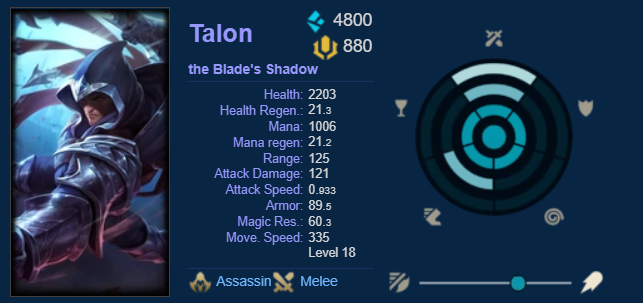 Talon
4800
880
the Blade's Shadow
Health: 2203
Health Regen.: 21.3
Mana: 1006
Mana regen: 21.2
Range: 125
Attack Damage: 121
Attack Speed: 0.933
Armor: 89.5
Magic Res.: 60.3
Move. Speed: 335
Level 18
Assassin Melee